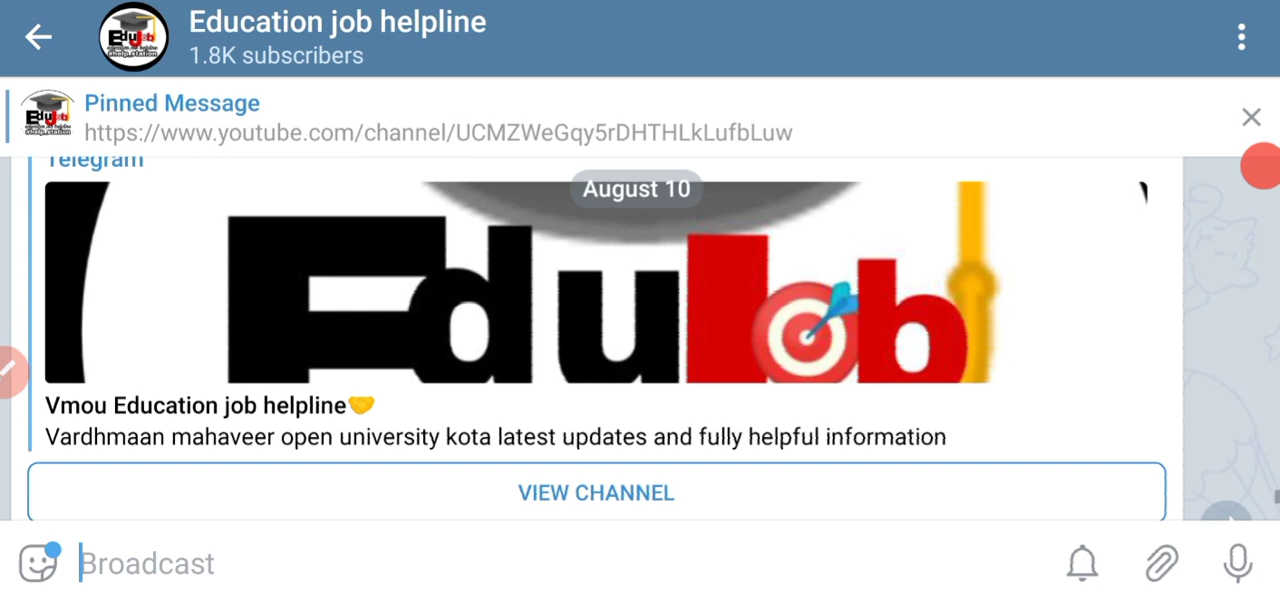 Education job helpline
1.8K subscribers
Pinned Message
https://www.youtube.com/channel/UCMZWeGqy5rDHTHLkLufbLuw
Telegram
August 10
EduJob
Vmou Education job helpline🤝
Vardhmaan mahaveer open university kota latest updates and fully helpful information
VIEW CHANNEL
Broadcast